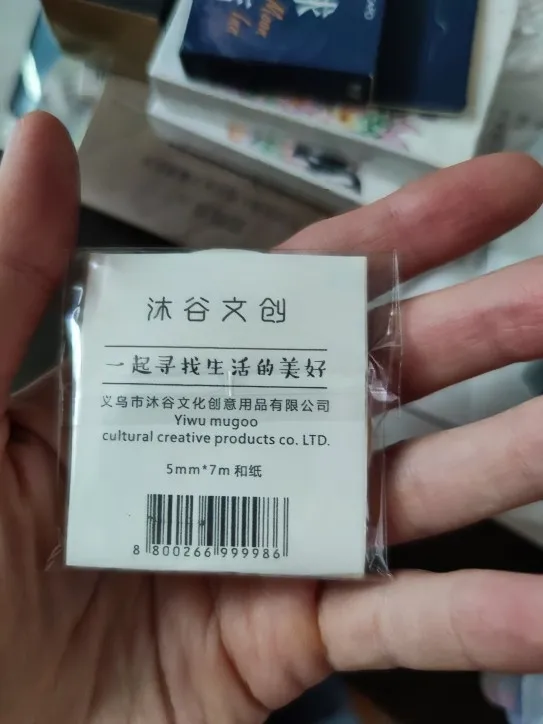 沐谷文创
一起寻找生活的美好
义乌市沐谷文化创意用品有限公司
Yiwu mugoo
cultural creative products co. LTD.
5mm*7m 和纸
8 800266 999986